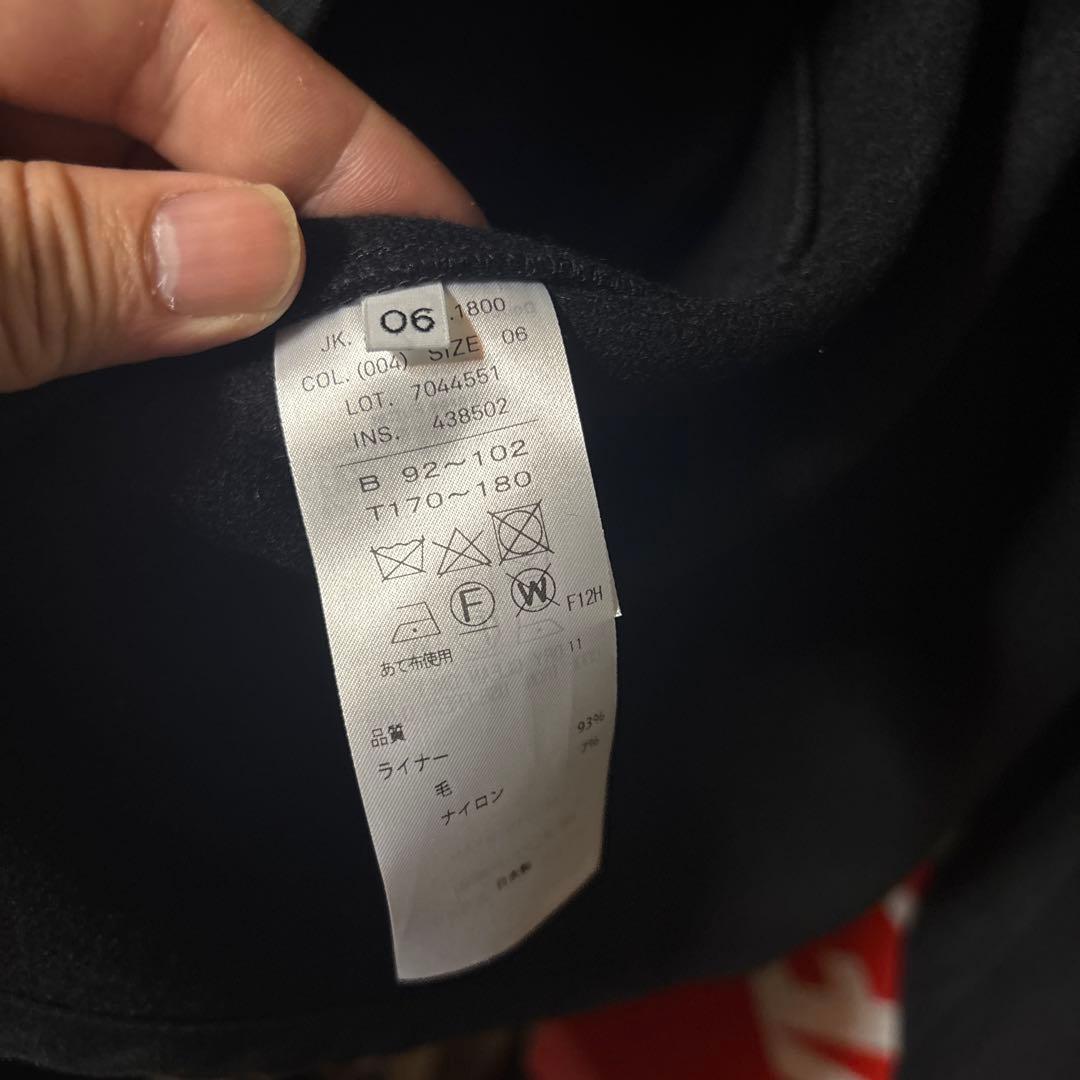 06
JK. .1800
COL. (004) SIZE 06
LOT. 7044551
INS. 438502
B 92～102
T170～180
F W F12H
あて布使用 11
品質
ライナー
毛 93%
ナイロン 7%
日本製